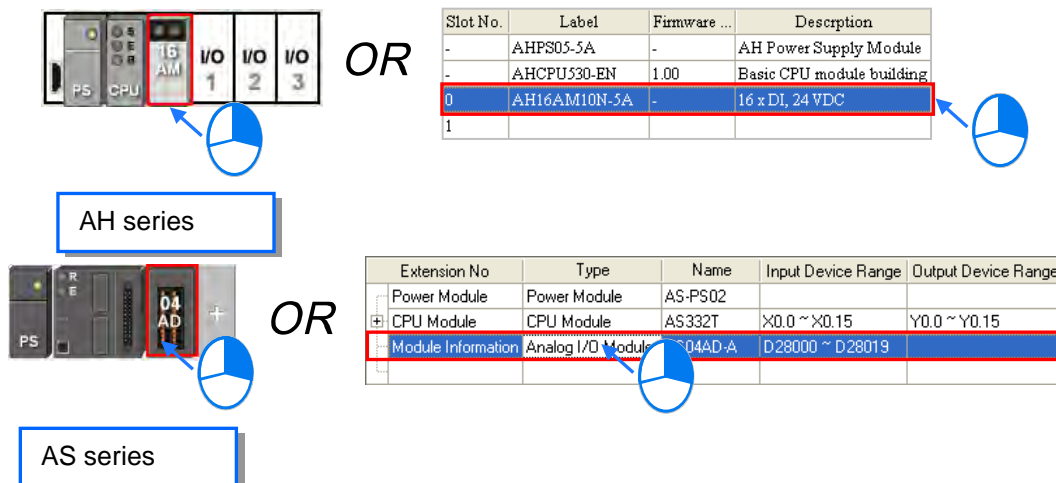 PS
CPU
16
AM
I/O
1
I/O
2
I/O
3
OR
Slot No. Label Firmware ... Descrption
- AHPS05-5A - AH Power Supply Module
- AHCPU530-EN 1.00 Basic CPU module building
0 AH16AM10N-5A - 16 x DI, 24 VDC
1
AH series
PS
R
E
04
AD
+
OR
Extension No Type Name Input Device Range Output Device Range
Power Module Power Module AS-PS02
CPU Module CPU Module AS332T X0.0 ~ X0.15 Y0.0 ~ Y0.15
Module Information Analog I/O Module 04AD-A D28000 ~ D28019
AS series